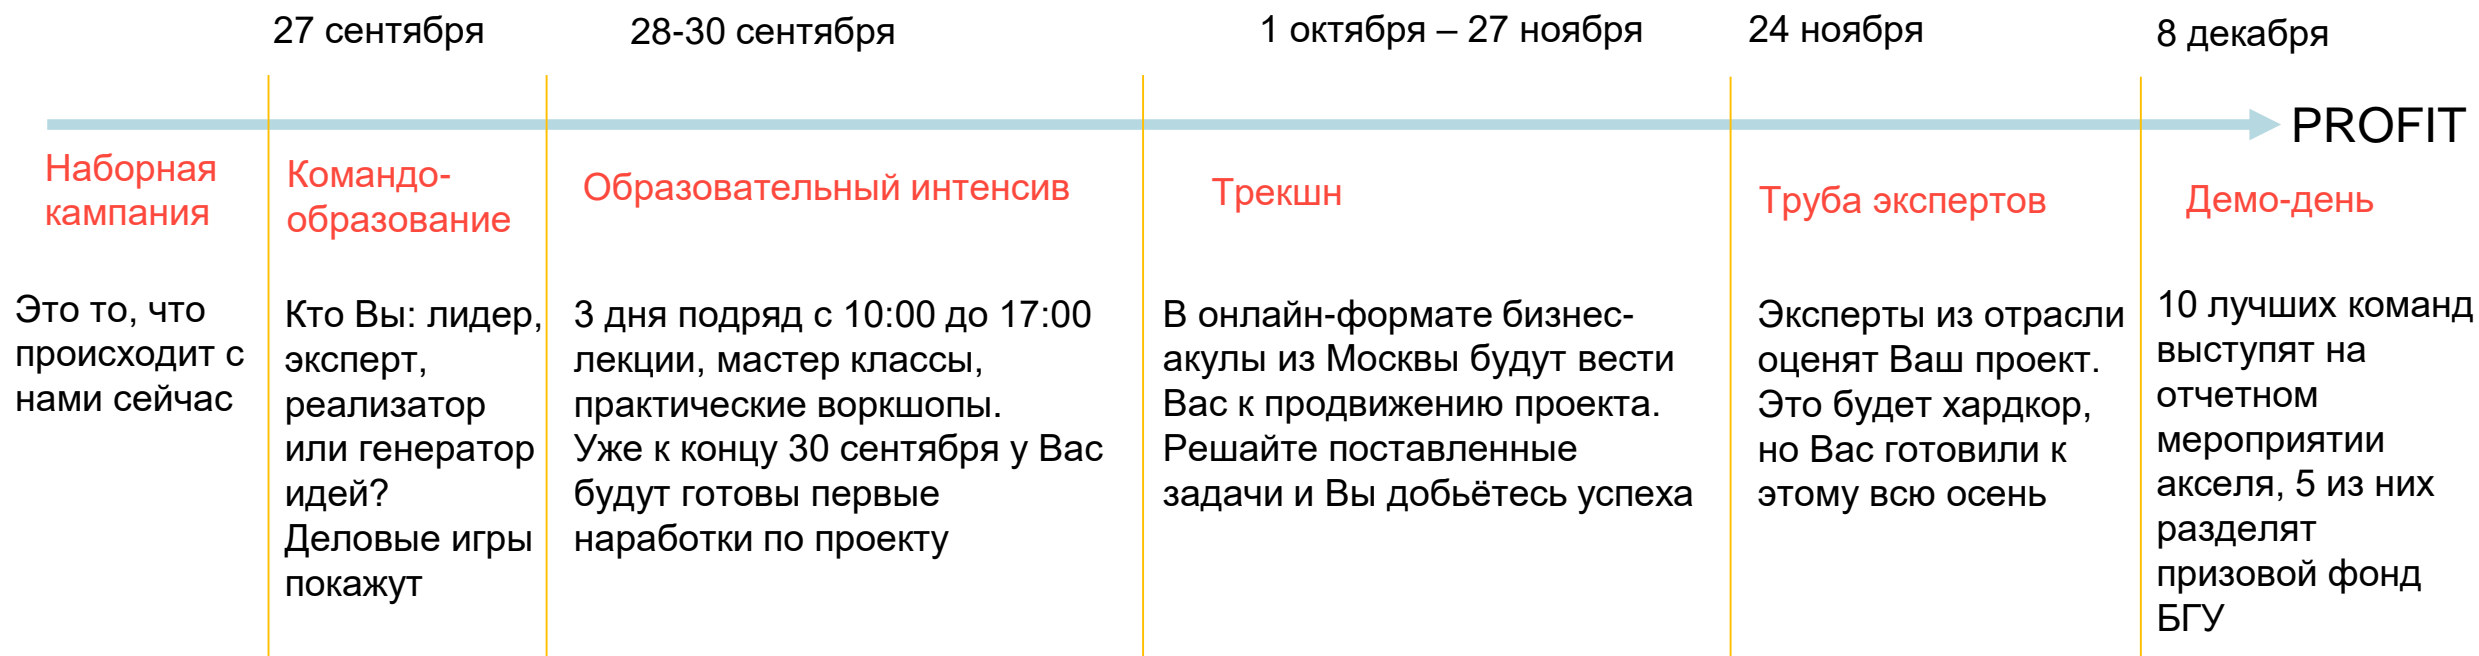 27 сентября
28-30 сентября
1 октября – 27 ноября
24 ноября
8 декабря
PROFIT
Наборная
кампания
Командо-
образование
Образовательный интенсив
Трекшн
Труба экспертов
Демо-день
Это то, что
происходит с
нами сейчас
Кто Вы: лидер,
эксперт,
реализатор
или генератор
идей?
Деловые игры
покажут
3 дня подряд с 10:00 до 17:00
лекции, мастер классы,
практические воркшопы.
Уже к концу 30 сентября у Вас
будут готовы первые
наработки по проекту
В онлайн-формате бизнес-
акулы из Москвы будут вести
Вас к продвижению проекта.
Решайте поставленные
задачи и Вы добьётесь успеха
Эксперты из отрасли
оценят Ваш проект.
Это будет хардкор,
но Вас готовили к
этому всю осень
10 лучших команд
выступят на
отчетном
мероприятии
акселя, 5 из них
разделят
призовой фонд
БГУ